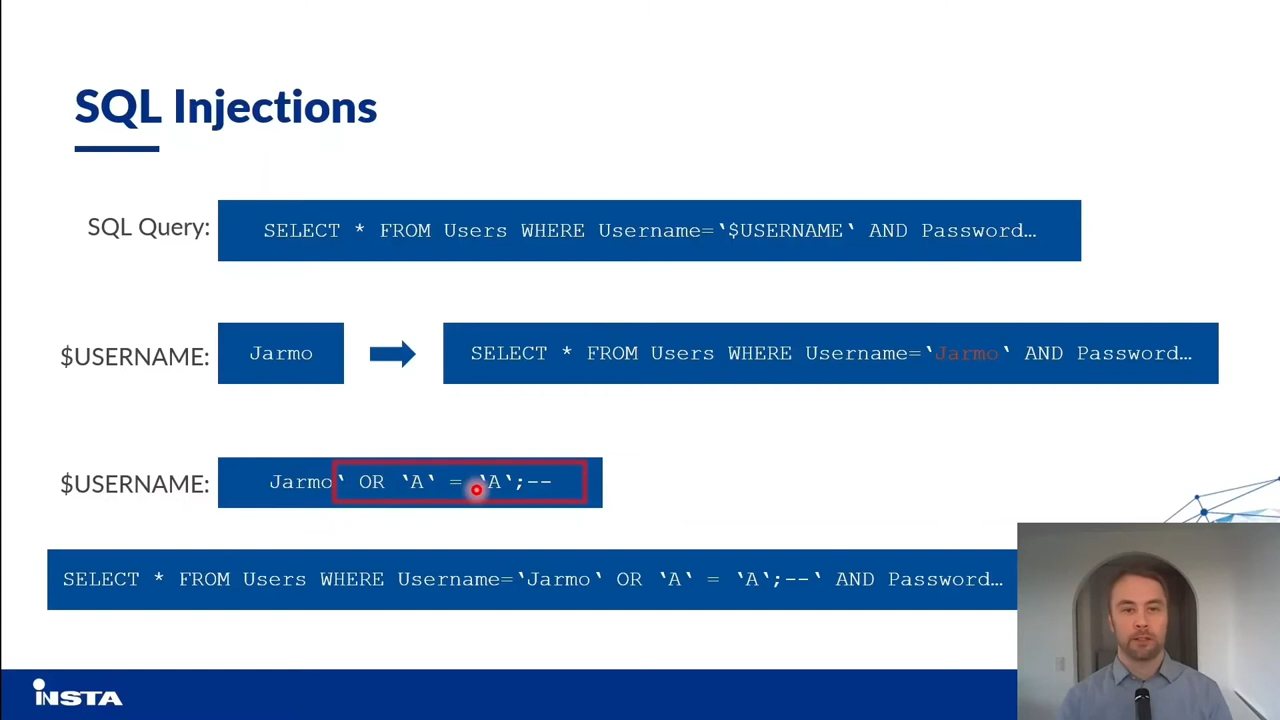 SQL Injections
SQL Query:
SELECT * FROM Users WHERE Username=‘$USERNAME‘ AND Password…
$USERNAME:
Jarmo
SELECT * FROM Users WHERE Username=‘Jarmo‘ AND Password…
$USERNAME:
Jarmo‘ OR ‘A‘ = ‘A‘;--
SELECT * FROM Users WHERE Username=‘Jarmo‘ OR ‘A‘ = ‘A‘;--‘ AND Password…
INSTA